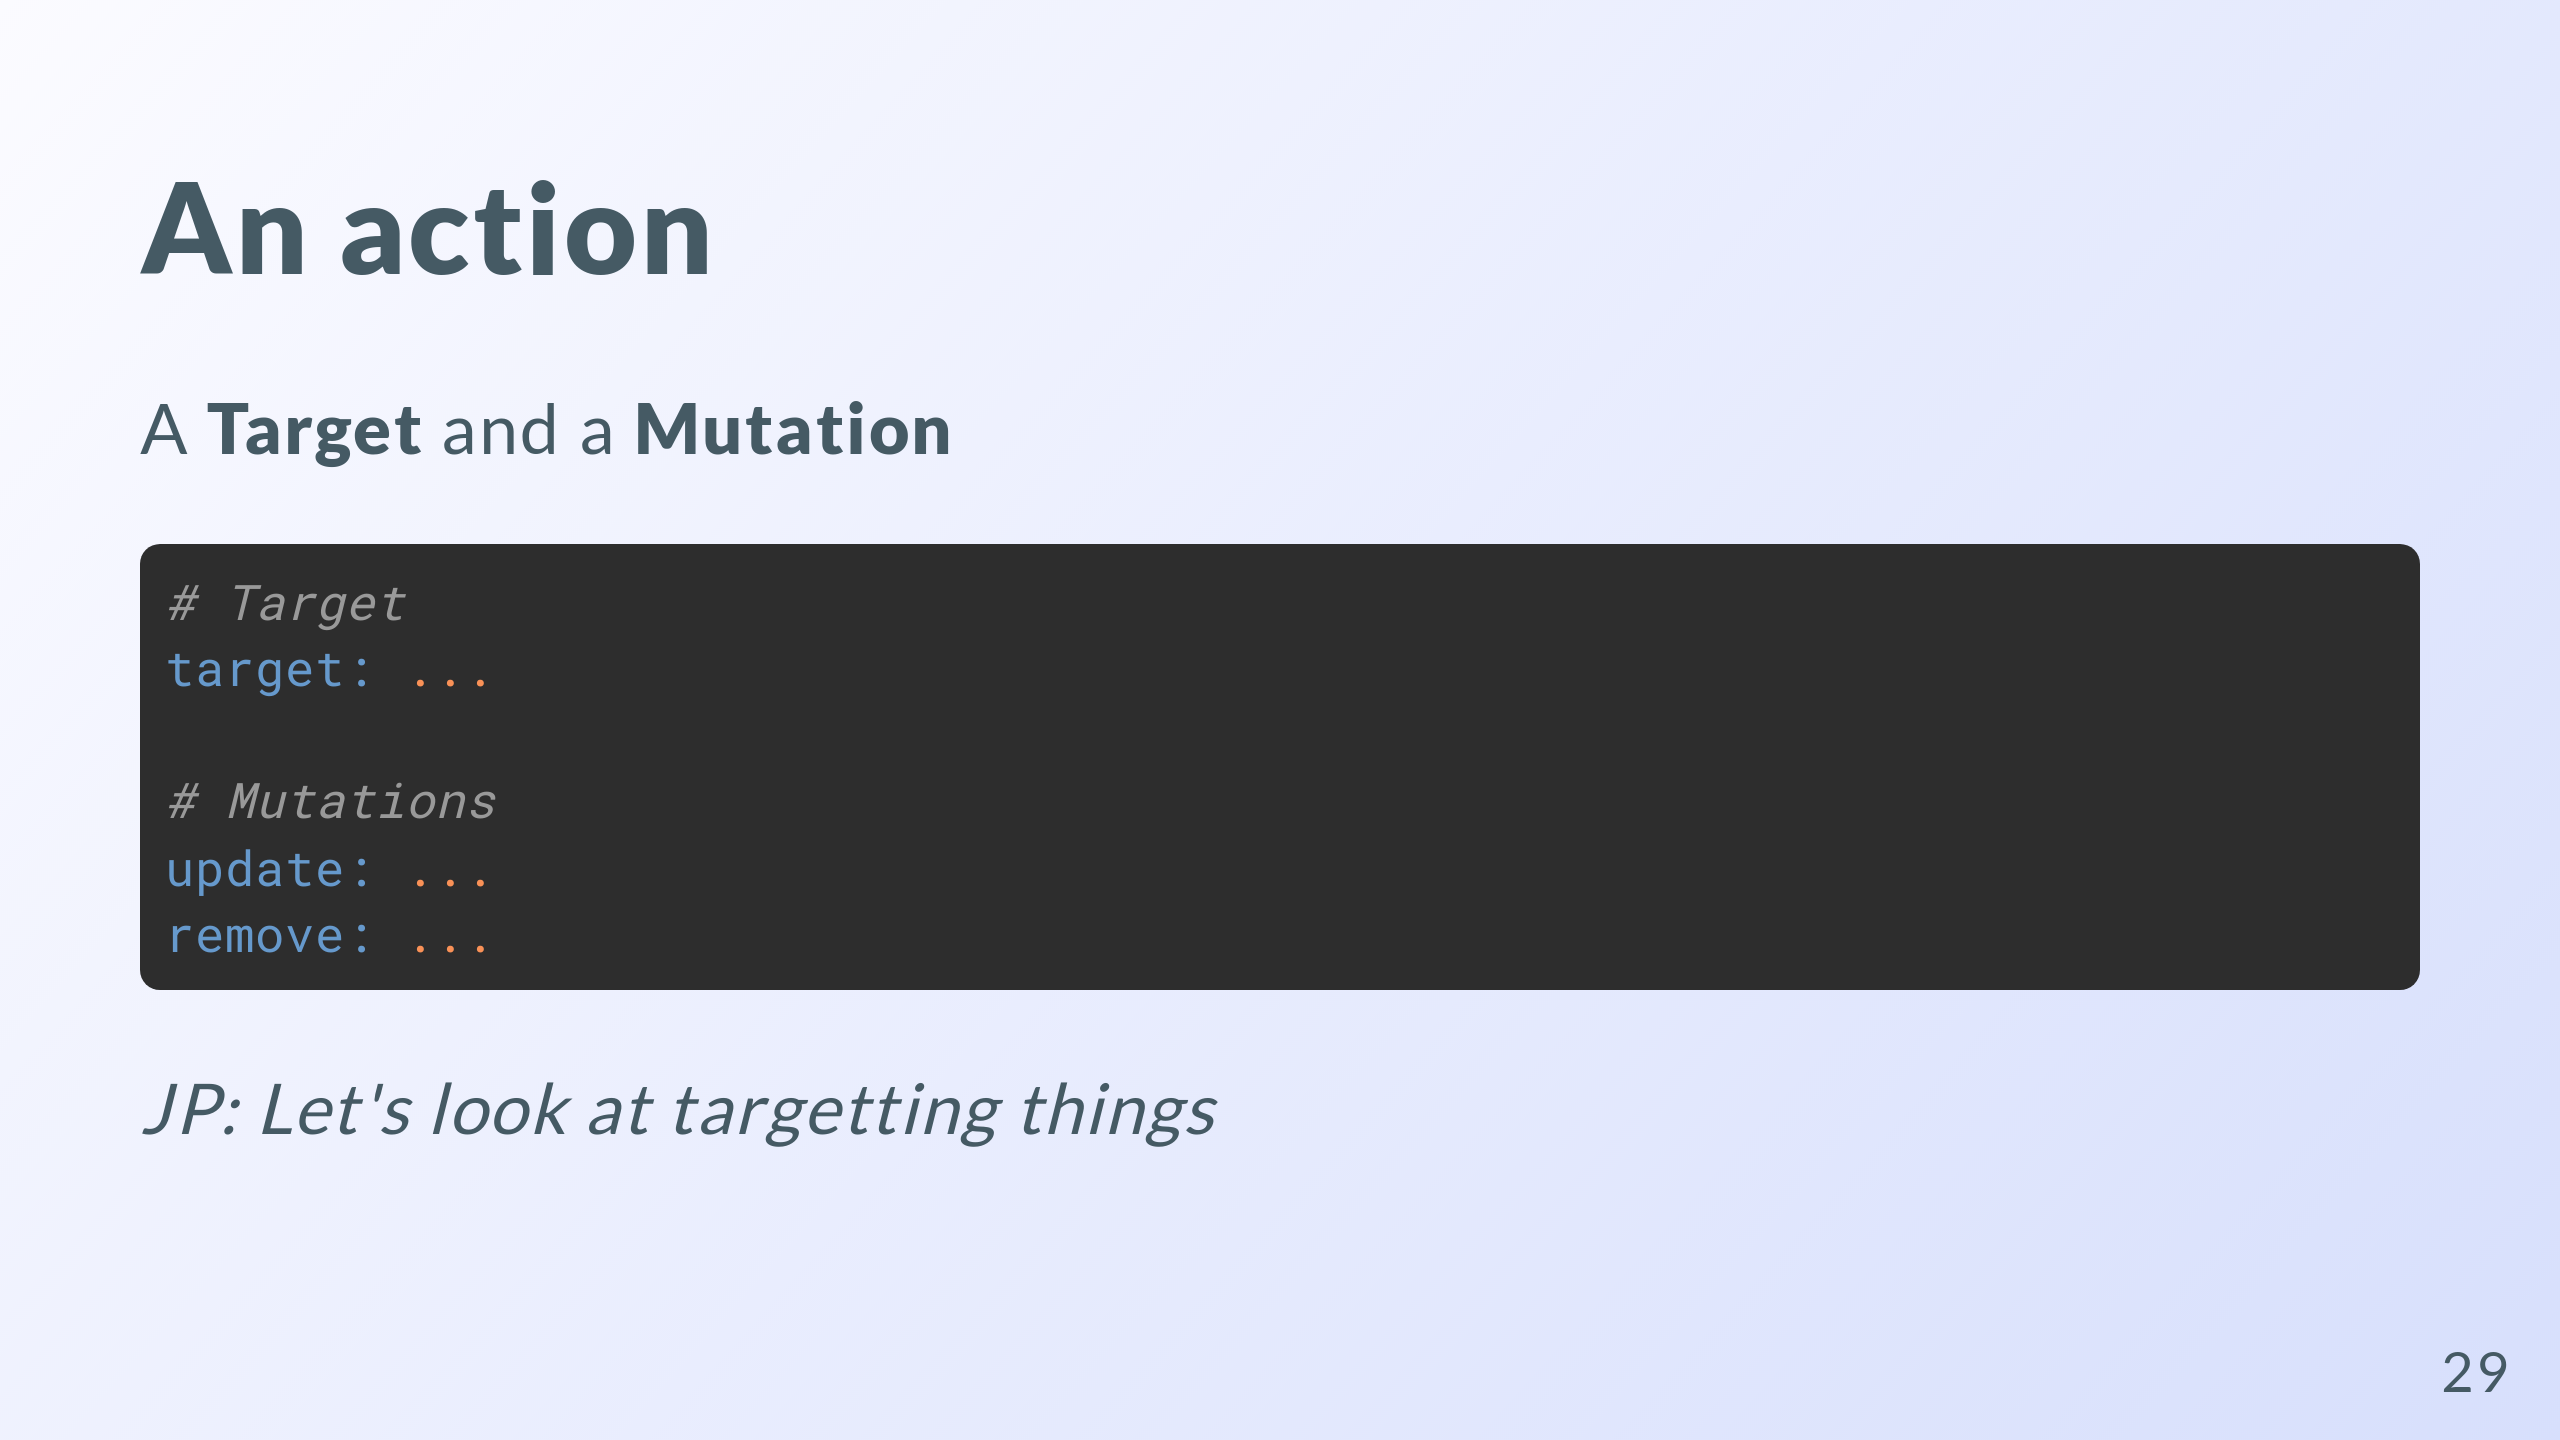 An action
A Target and a Mutation
# Target
target: ...
# Mutations
update: ...
remove: ...
JP: Let's look at targetting things
29